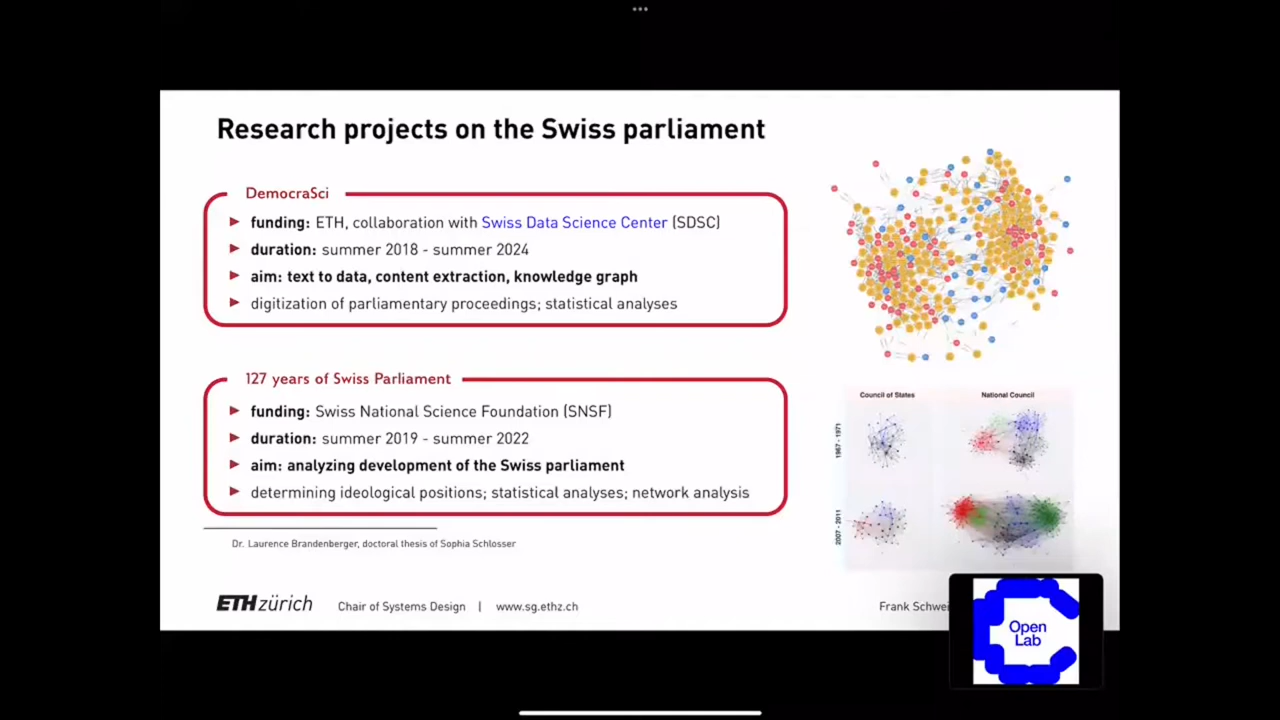 Research projects on the Swiss parliament
DemocraSci
funding: ETH, collaboration with Swiss Data Science Center (SDSC)
duration: summer 2018 - summer 2024
aim: text to data, content extraction, knowledge graph
digitization of parliamentary proceedings; statistical analyses
127 years of Swiss Parliament
funding: Swiss National Science Foundation (SNSF)
duration: summer 2019 - summer 2022
aim: analyzing development of the Swiss parliament
determining ideological positions; statistical analyses; network analysis
Council of States
National Council
1967 - 1971
2007 - 2011
Dr. Laurence Brandenberger, doctoral thesis of Sophia Schlosser
ETH zürich
Chair of Systems Design | www.sg.ethz.ch
Frank
Open
Lab